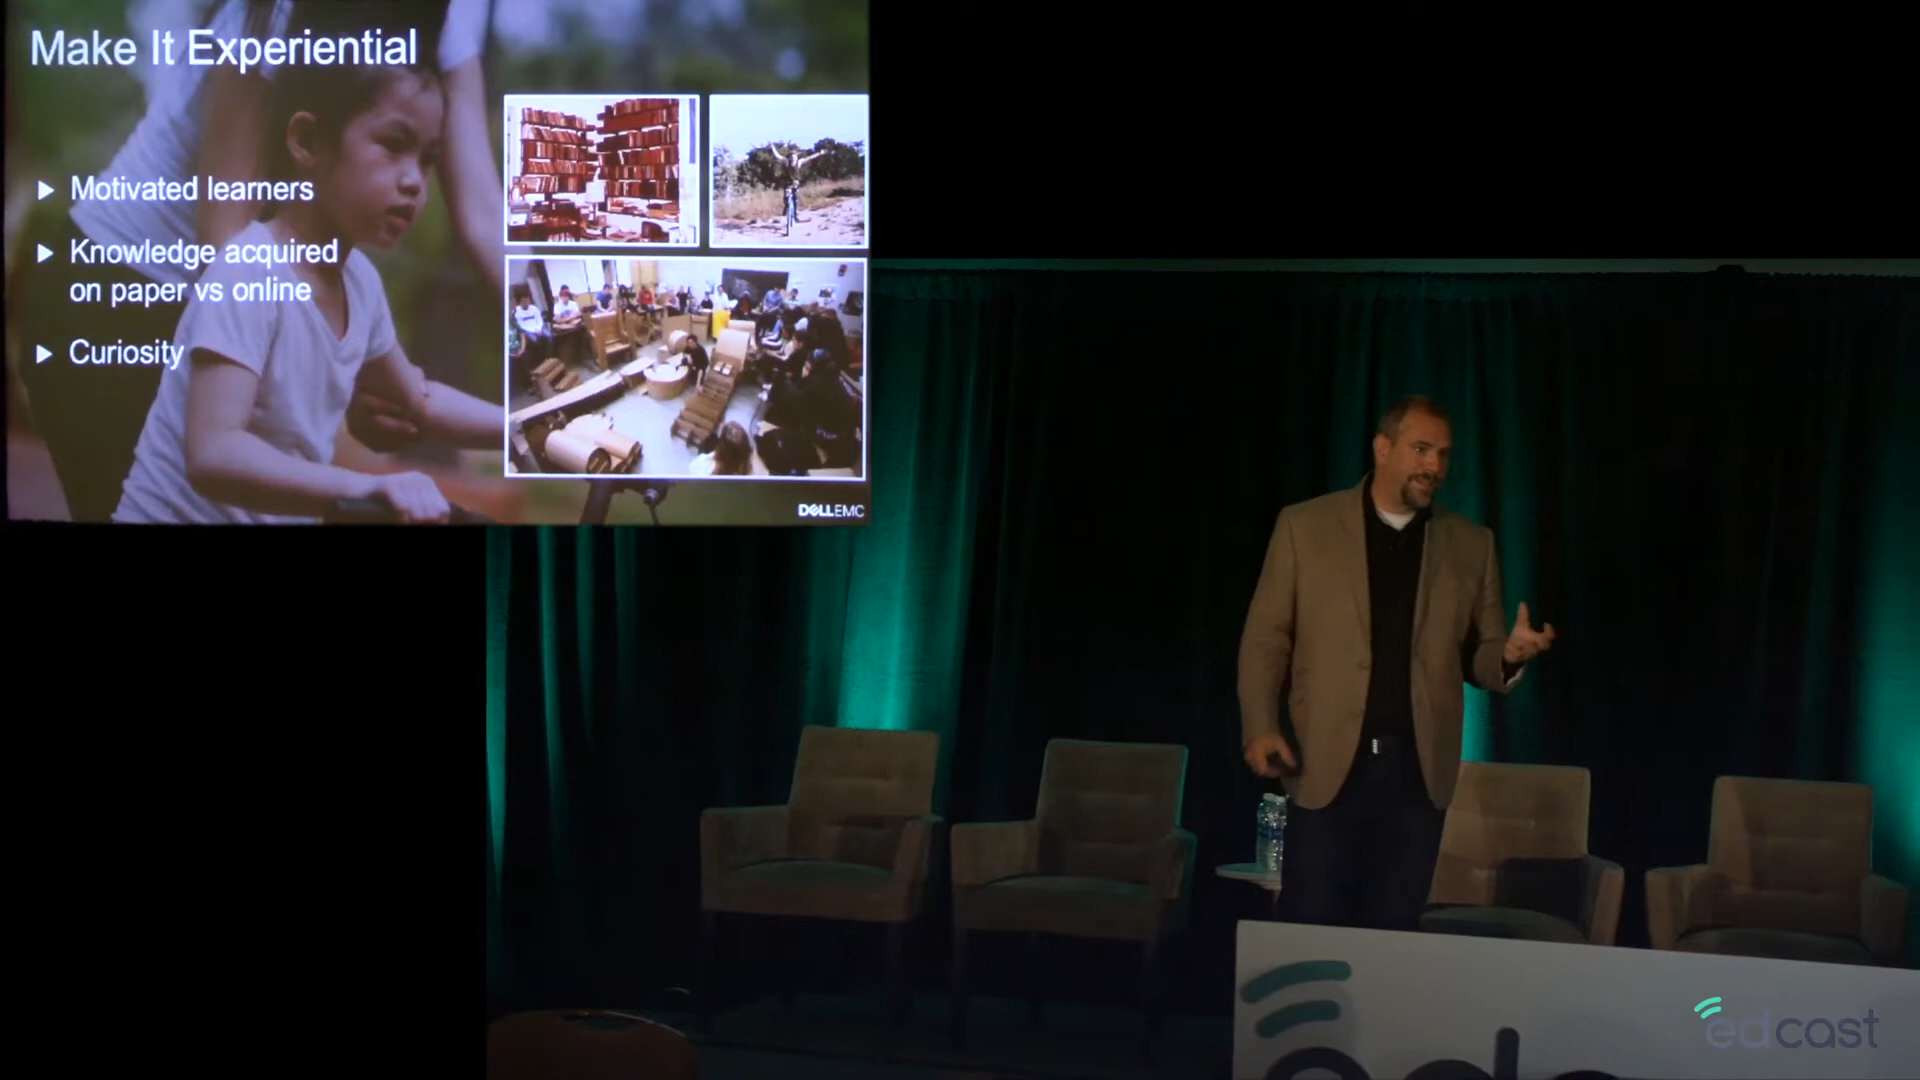 Make It Experiential
Motivated learners
Knowledge acquired
on paper vs online
Curiosity
DELLEMC
edcast